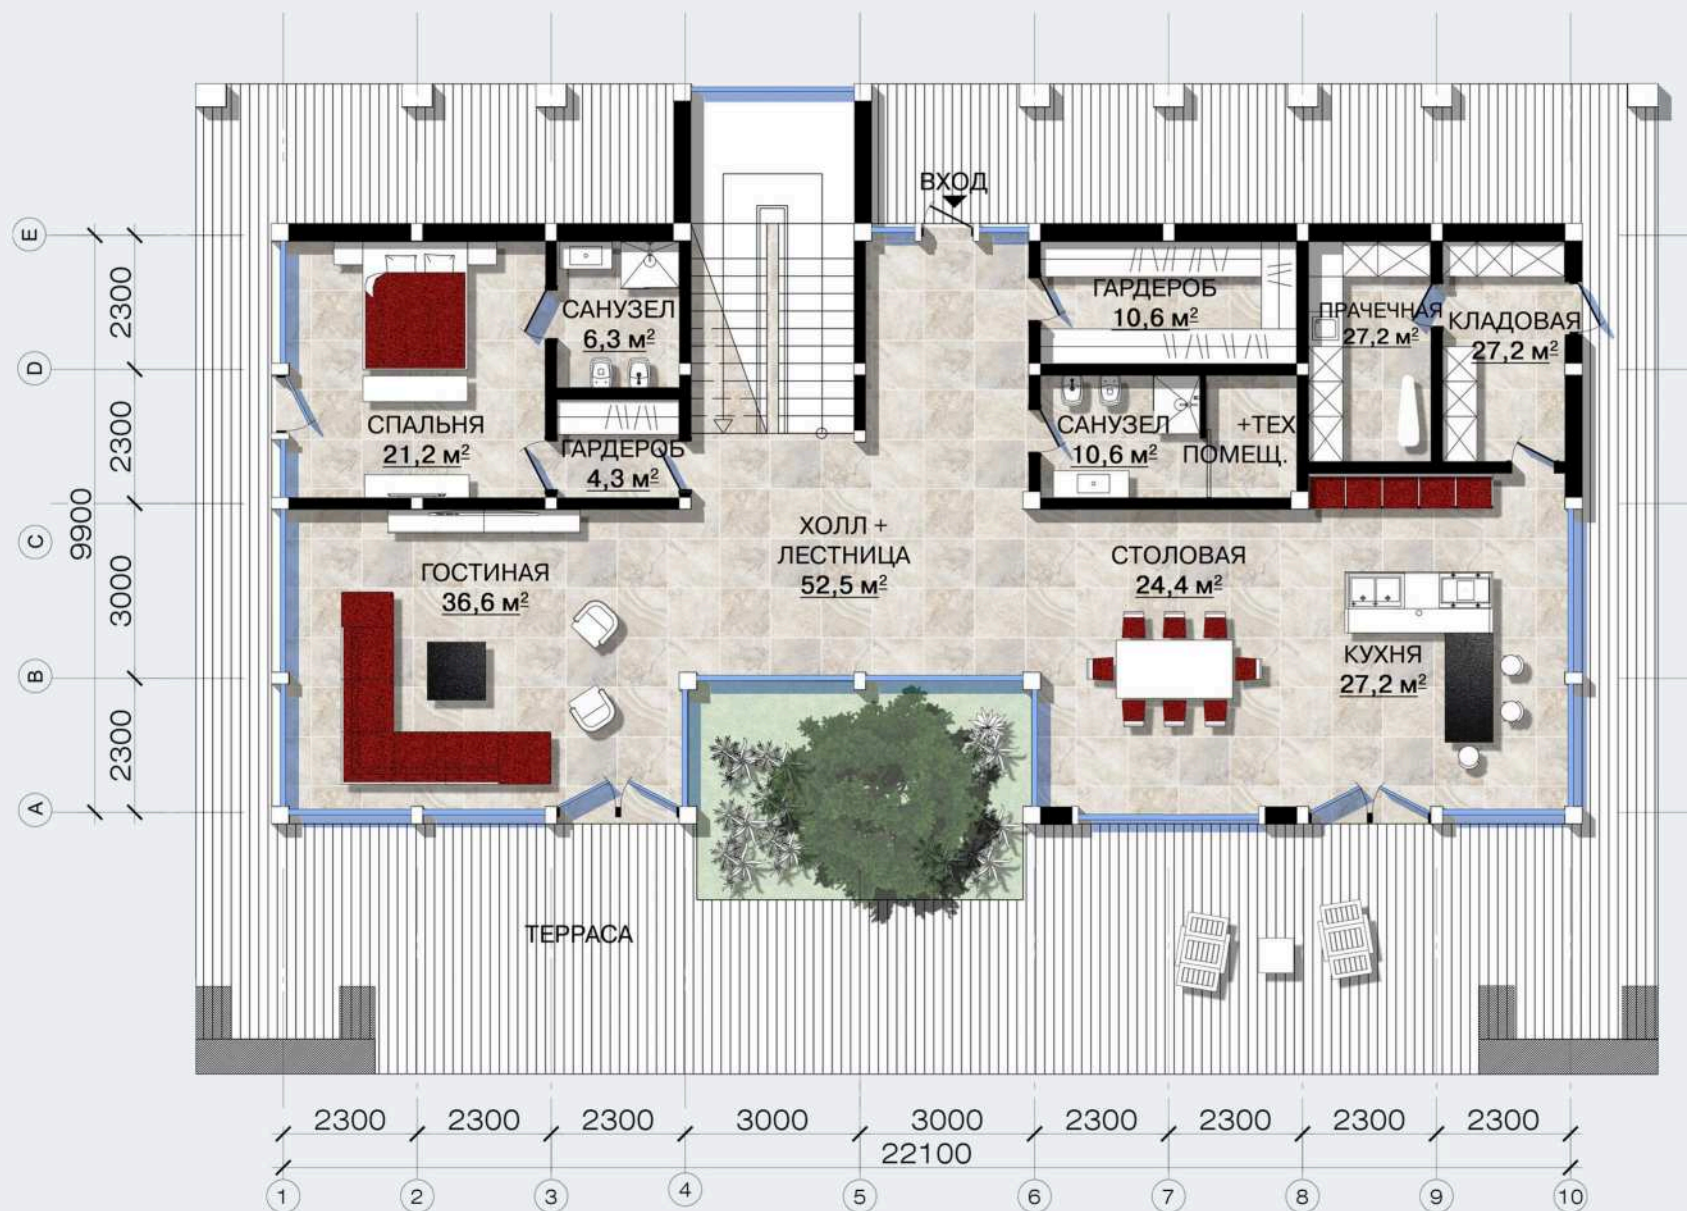 ВХОД
E
D
C
B
A
2300
2300
3000
2300
9900
САНУЗЕЛ
6,3 м²
ГАРДЕРОБ
10,6 м²
ПРАЧЕЧНАЯ
27,2 м²
КЛАДОВАЯ
27,2 м²
СПАЛЬНЯ
21,2 м²
ГАРДЕРОБ
4,3 м²
САНУЗЕЛ
10,6 м²
+ТЕХ
ПОМЕЩ.
ХОЛЛ +
ЛЕСТНИЦА
52,5 м²
ГОСТИНАЯ
36,6 м²
СТОЛОВАЯ
24,4 м²
КУХНЯ
27,2 м²
ТЕРРАСА
2300 2300 2300 3000 3000 2300 2300 2300 2300
22100
1 2 3 4 5 6 7 8 9 10